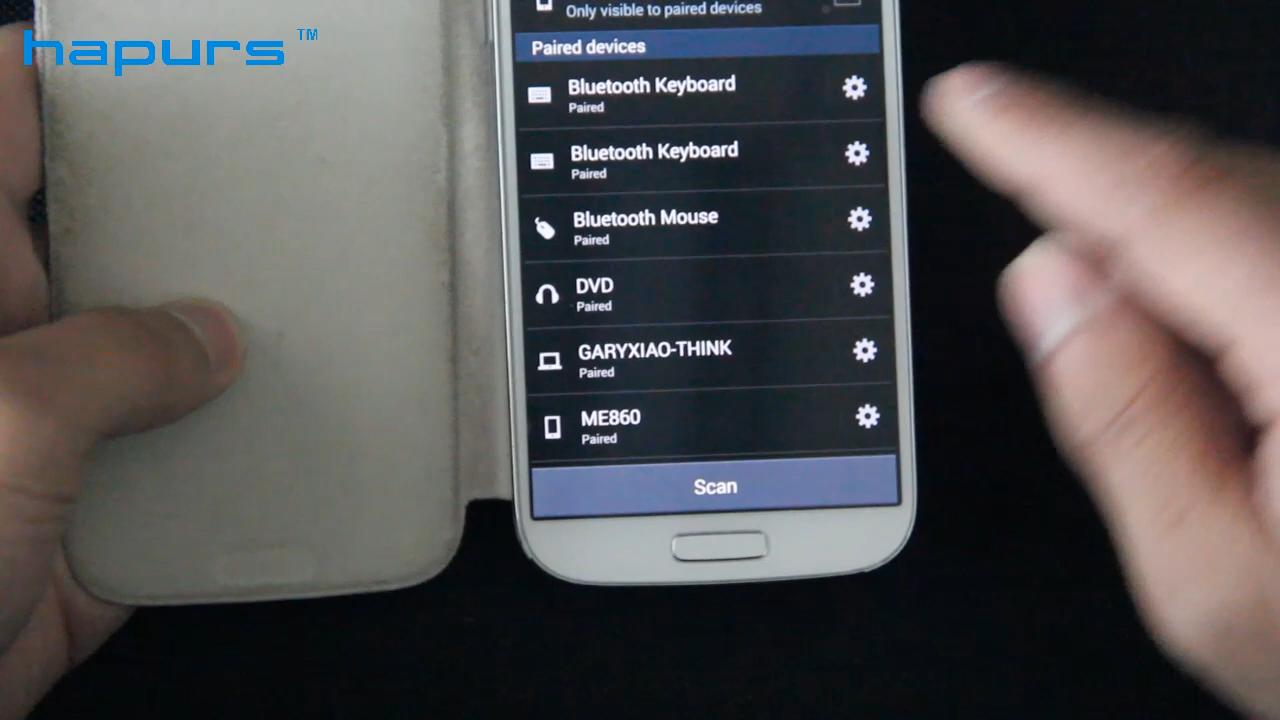 hapurs™
Only visible to paired devices
Paired devices
Bluetooth Keyboard
Paired
Bluetooth Keyboard
Paired
Bluetooth Mouse
Paired
DVD
Paired
GARYXIAO-THINK
Paired
ME860
Paired
Scan